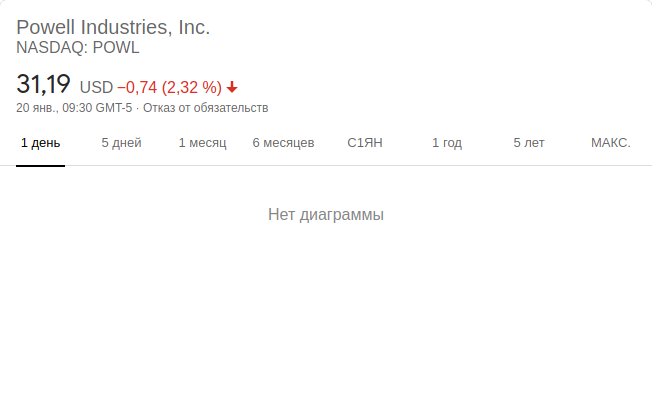 Powell Industries, Inc.
NASDAQ: POWL
31,19 USD −0,74 (2,32 %)
20 янв., 09:30 GMT-5 · Отказ от обязательств
1 день 5 дней 1 месяц 6 месяцев С1ЯН 1 год 5 лет МАКС.
Нет диаграммы